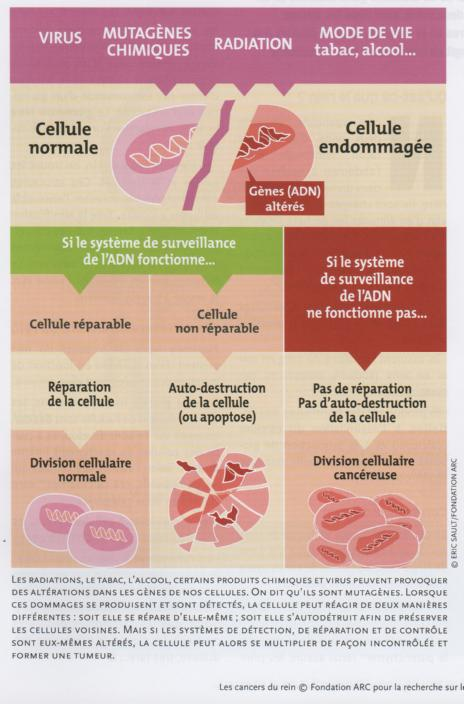 VIRUS
MUTAGÈNES
CHIMIQUES
RADIATION
MODE DE VIE
tabac, alcool...
Cellule
normale
Cellule
endommagée
Gènes (ADN)
altérés
Si le système de surveillance
de l'ADN fonctionne...
Si le système
de surveillance
de l'ADN
ne fonctionne pas...
Cellule réparable
Cellule
non réparable
Réparation
de la cellule
Auto-destruction
de la cellule
(ou apoptose)
Pas de réparation
Pas d'auto-destruction
de la cellule
Division cellulaire
normale
Division cellulaire
cancéreuse
© ERIC SAULT/FONDATION ARC
LES RADIATIONS, LE TABAC, L'ALCOOL, CERTAINS PRODUITS CHIMIQUES ET VIRUS PEUVENT PROVOQUER
DES ALTÉRATIONS DANS LES GÈNES DE NOS CELLULES. ON DIT QU'ILS SONT MUTAGÈNES. LORSQUE
CES DOMMAGES SE PRODUISENT ET SONT DÉTECTÉS, LA CELLULE PEUT RÉAGIR DE DEUX MANIÈRES
DIFFÉRENTES : SOIT ELLE SE RÉPARE D'ELLE-MÊME ; SOIT ELLE S'AUTODÉTRUIT AFIN DE PRÉSERVER
LES CELLULES VOISINES. MAIS SI LES SYSTÈMES DE DÉTECTION, DE RÉPARATION ET DE CONTRÔLE
SONT EUX-MÊMES ALTÉRÉS, LA CELLULE PEUT ALORS SE MULTIPLIER DE FAÇON INCONTRÔLÉE ET
FORMER UNE TUMEUR.
Les cancers du rein © Fondation ARC pour la recherche sur le